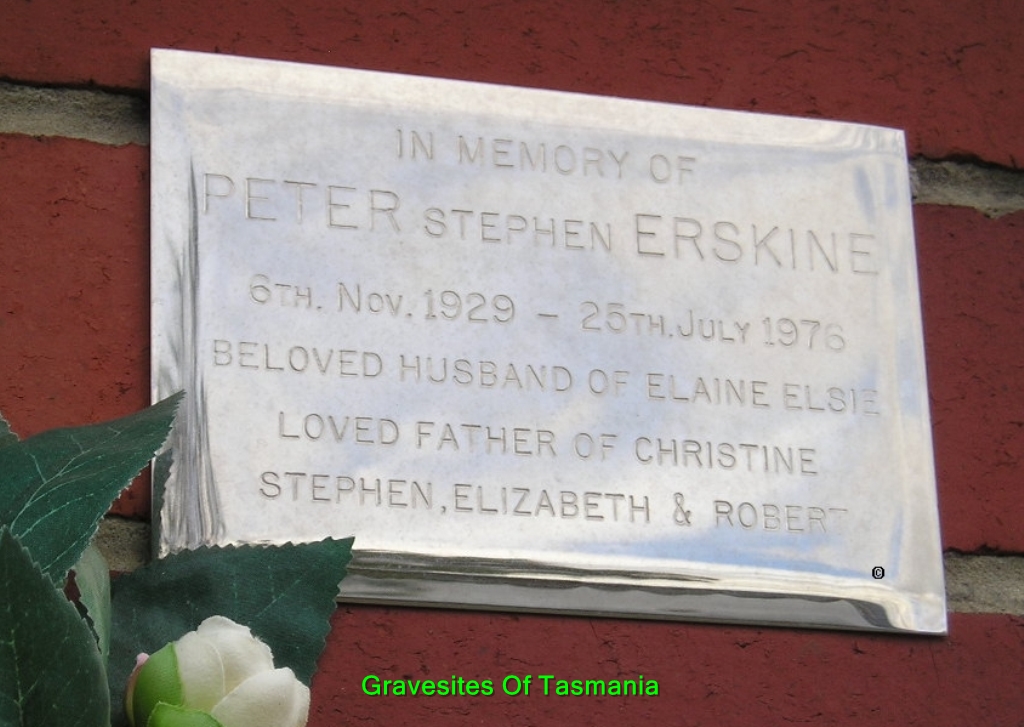 IN MEMORY OF
PETER STEPHEN ERSKINE
6TH. NOV. 1929 – 25TH. JULY 1976
BELOVED HUSBAND OF ELAINE ELSIE
LOVED FATHER OF CHRISTINE
STEPHEN, ELIZABETH & ROBERT
©
Gravesites Of Tasmania